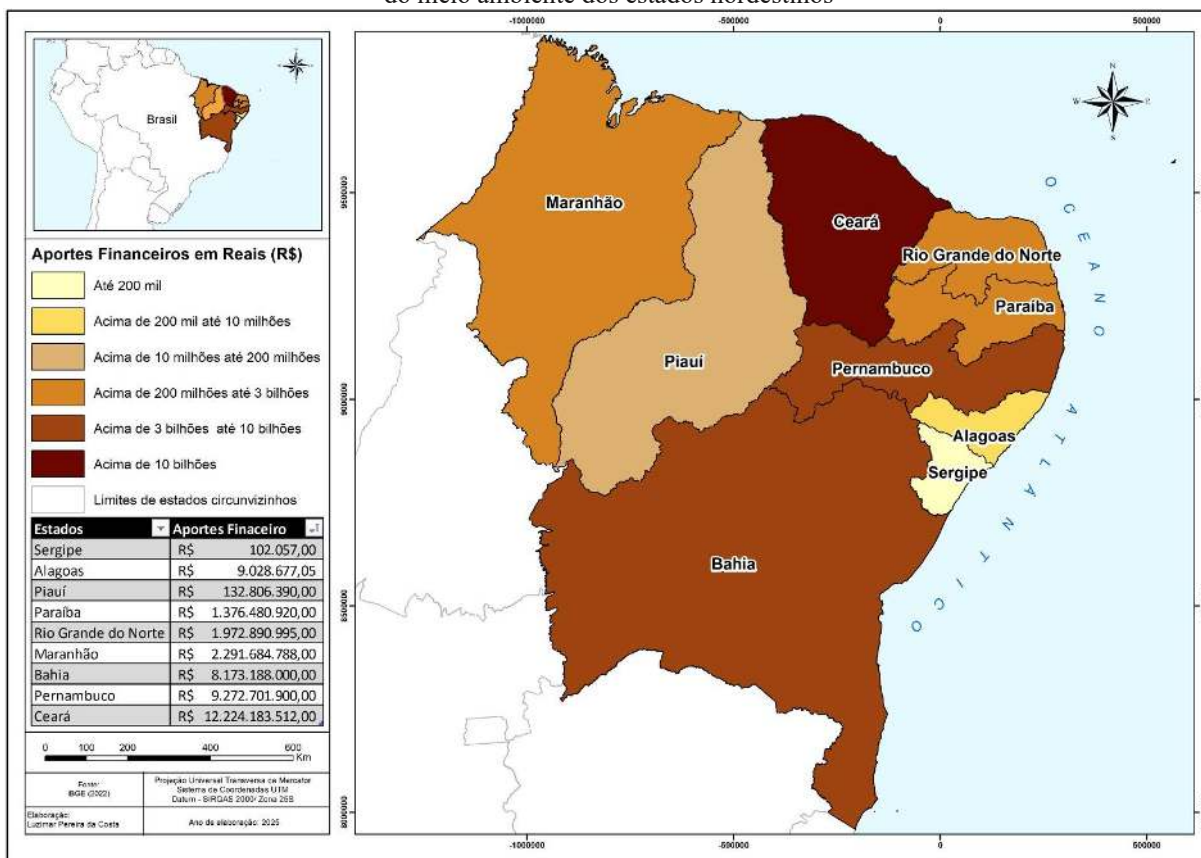 do meio ambiente dos estados nordestinos
-1000000 -500000 0 500000
Brasil
Aportes Financeiros em Reais (R$)
Até 200 mil
Acima de 200 mil até 10 milhões
Acima de 10 milhões até 200 milhões
Acima de 200 milhões até 3 bilhões
Acima de 3 bilhões até 10 bilhões
Acima de 10 bilhões
Limites de estados circunvizinhos
Estados Aportes Finaceiro
Sergipe R$ 102.057,00
Alagoas R$ 9.028.677,05
Piauí R$ 132.806.390,00
Paraíba R$ 1.376.480.920,00
Rio Grande do Norte R$ 1.972.890.995,00
Maranhão R$ 2.291.684.788,00
Bahia R$ 8.173.188.000,00
Pernambuco R$ 9.272.701.900,00
Ceará R$ 12.224.183.512,00
0 100 200 400 600
Km
Fonte:
IBGE (2022)
Projeção Universal Transversa de Mercator
Sistema de Coordenadas UTM
Datum - SIRGAS 2000/ Zona 25S
Elaboração:
Luzimar Pereira da Costa
Ano de elaboração: 2025
N
W E
S
9500000
9000000
8500000
8000000
Maranhão
Ceará
Rio Grande do Norte
Paraíba
Piauí
Pernambuco
Alagoas
Sergipe
Bahia
OCEANO ATLANTICO
-1000000 -500000 0 500000